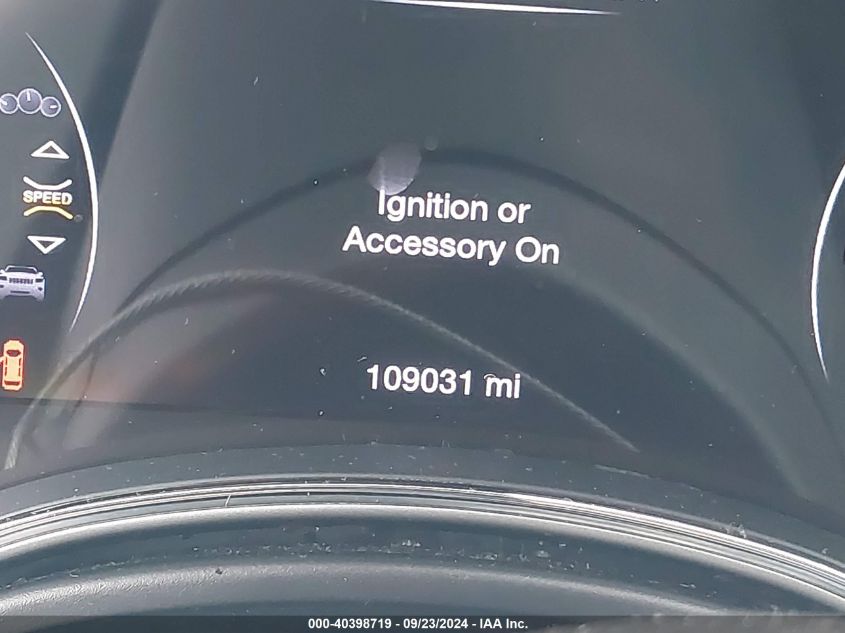 SPEED
Ignition or
Accessory On
109031 mi
000-40398719 - 09/23/2024 - IAA Inc.